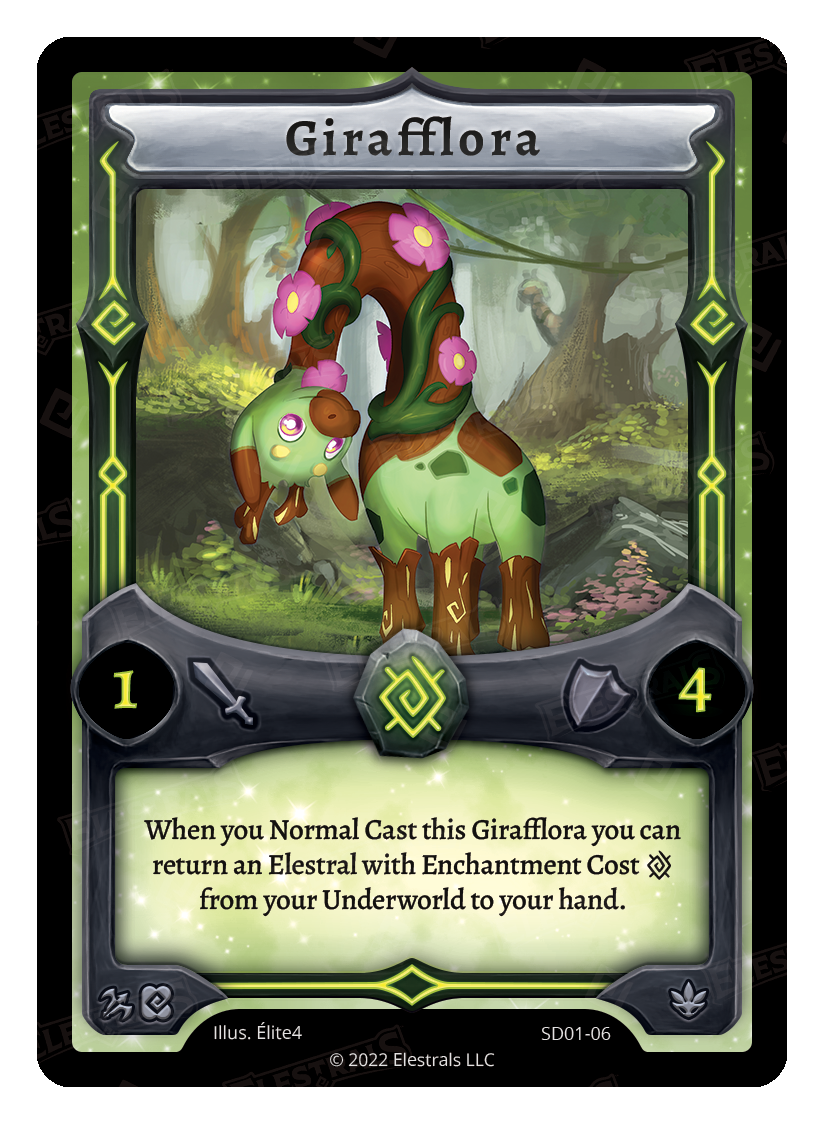 Girafflora
1
4
When you Normal Cast this Girafflora you can
return an Elestral with Enchantment Cost
from your Underworld to your hand.
Illus. Élite4
SD01-06
© 2022 Elestrals LLC